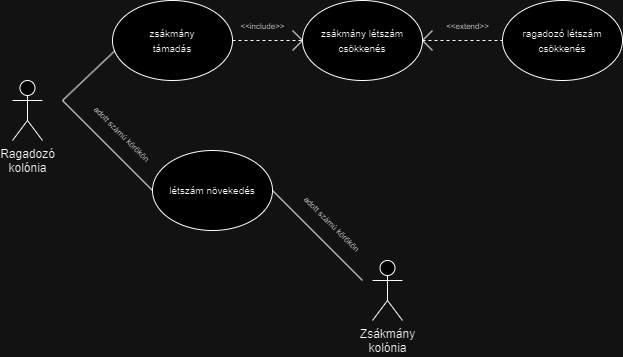 zsákmány
támadás
<<include>>
zsákmány létszám
csökkenés
<<extend>>
ragadozó létszám
csökkenés
Ragadozó
kolónia
adott számú körökön
létszám növekedés
adott számú körökön
Zsákmány
kolónia